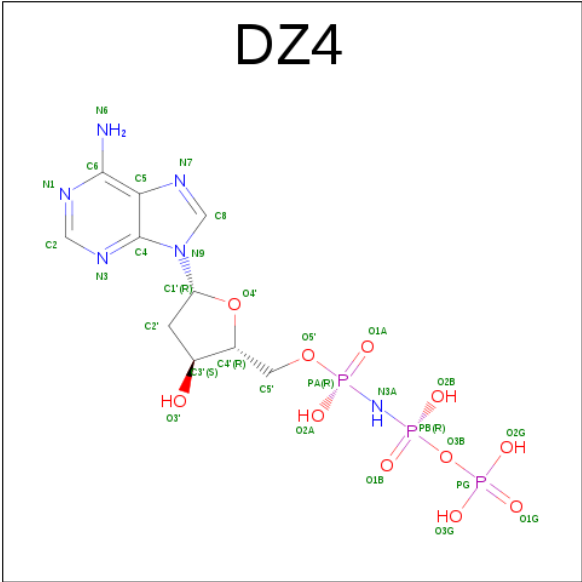 DZ4
N6
NH2
C6 C5 N7
N1 N
N C8
C2 N N N9
N3 C4
C1'(R) O4'
O
C2' O5' O1A
C4'(R) O O
C3'(S) C5' PA(R) P N3A O2B
HO HO N OH
O3' O2A H P PB(R) O2G
O3B OH
O O
O1B PG P
HO O O1G
O3G